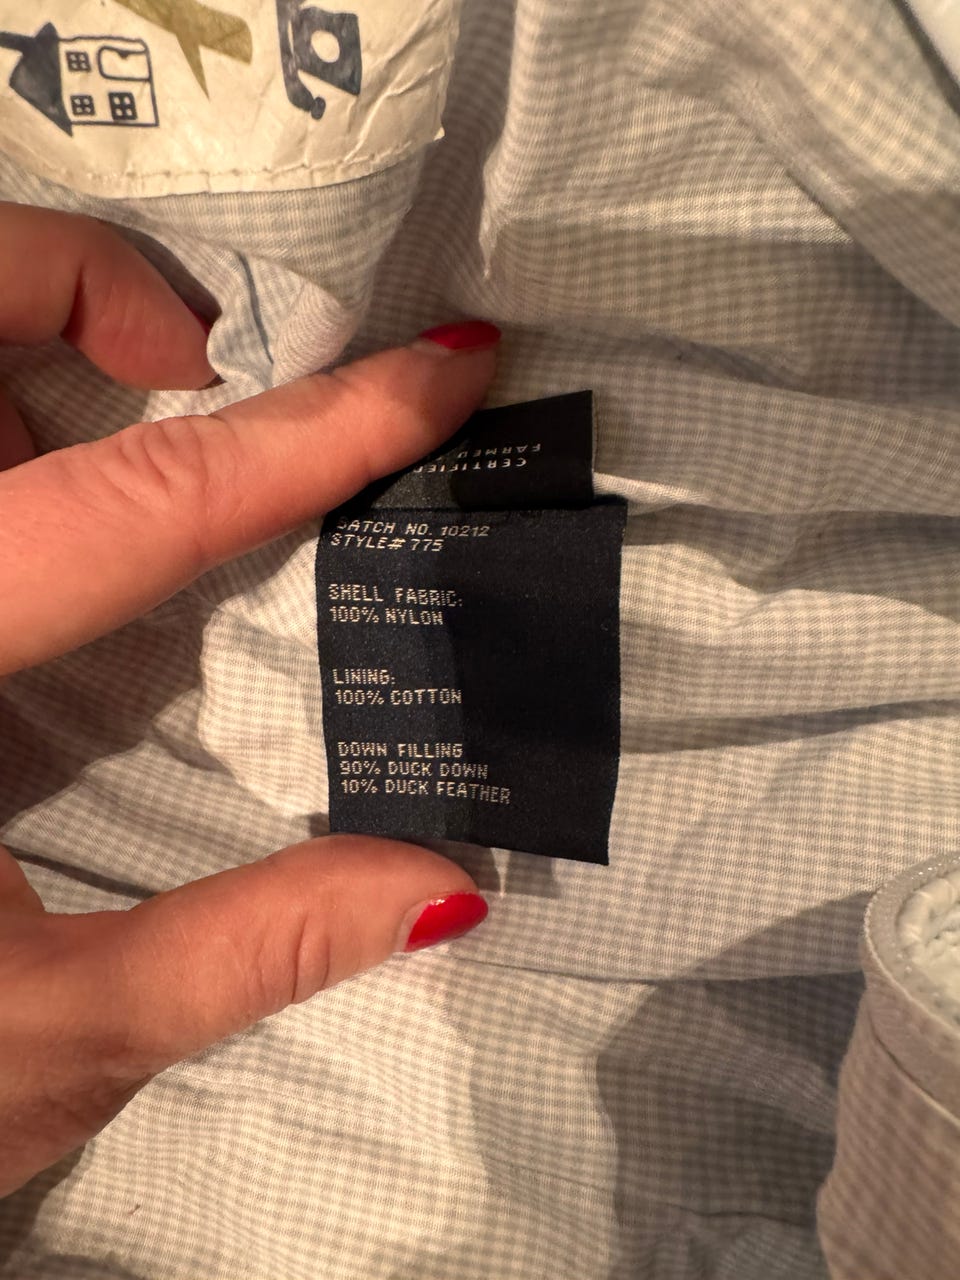 CERTIFIED
BATCH NO. 10212
STYLE# 775
SHELL FABRIC:
100% NYLON
LINING:
100% COTTON
DOWN FILLING
90% DUCK DOWN
10% DUCK FEATHER